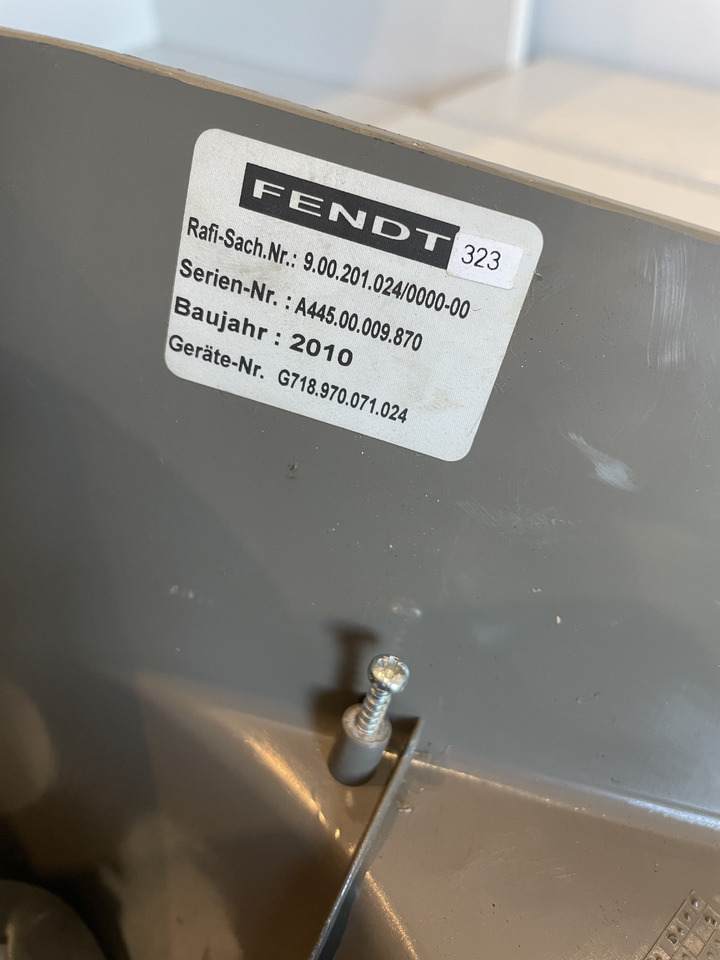 FENDT
323
Rafi-Sach.Nr.: 9.00.201.024/0000-00
Serien-Nr. : A445.00.009.870
Baujahr : 2010
Geräte-Nr. G718.970.071.024